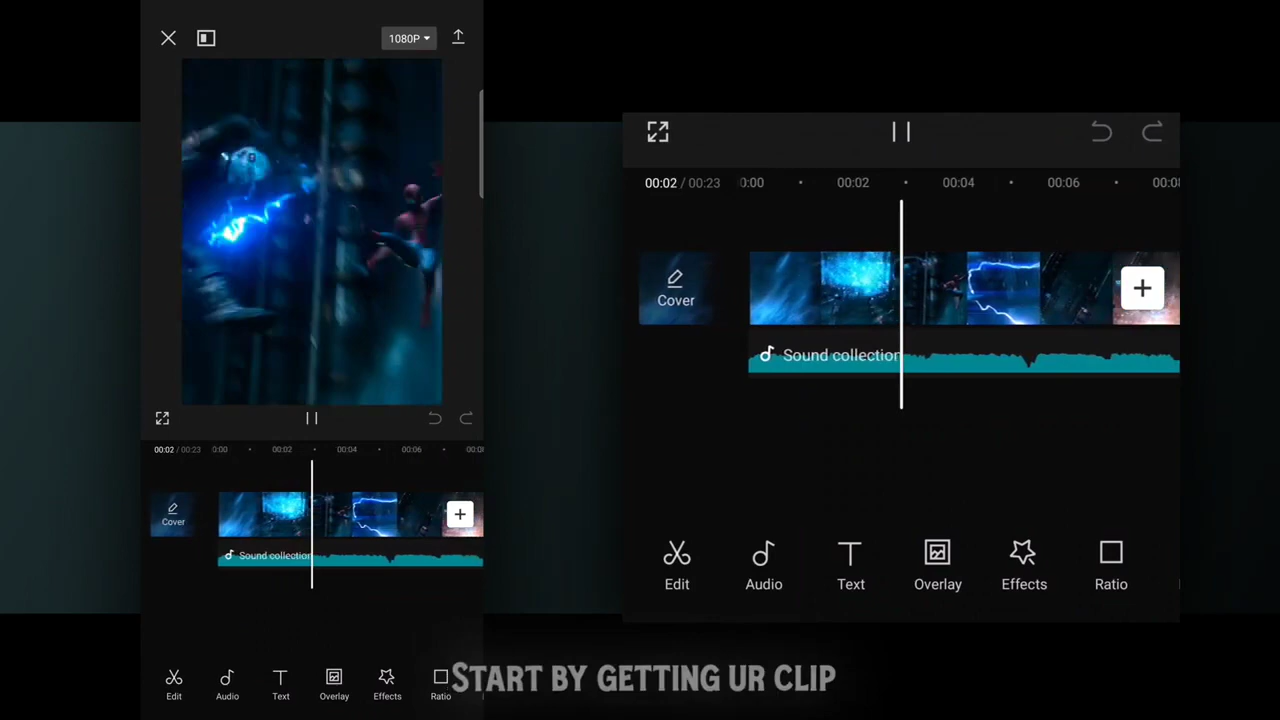 1080P
00:02 / 00:23
0:00
00:02
00:04
00:06
Cover
Sound collection
Edit
Audio
Text
Overlay
Effects
Ratio
00:02 / 00:23
0:00
00:02
00:04
00:06
00:08
Cover
Sound collection
Edit
Audio
Text
Overlay
Effects
Ratio
START BY GETTING UR CLIP